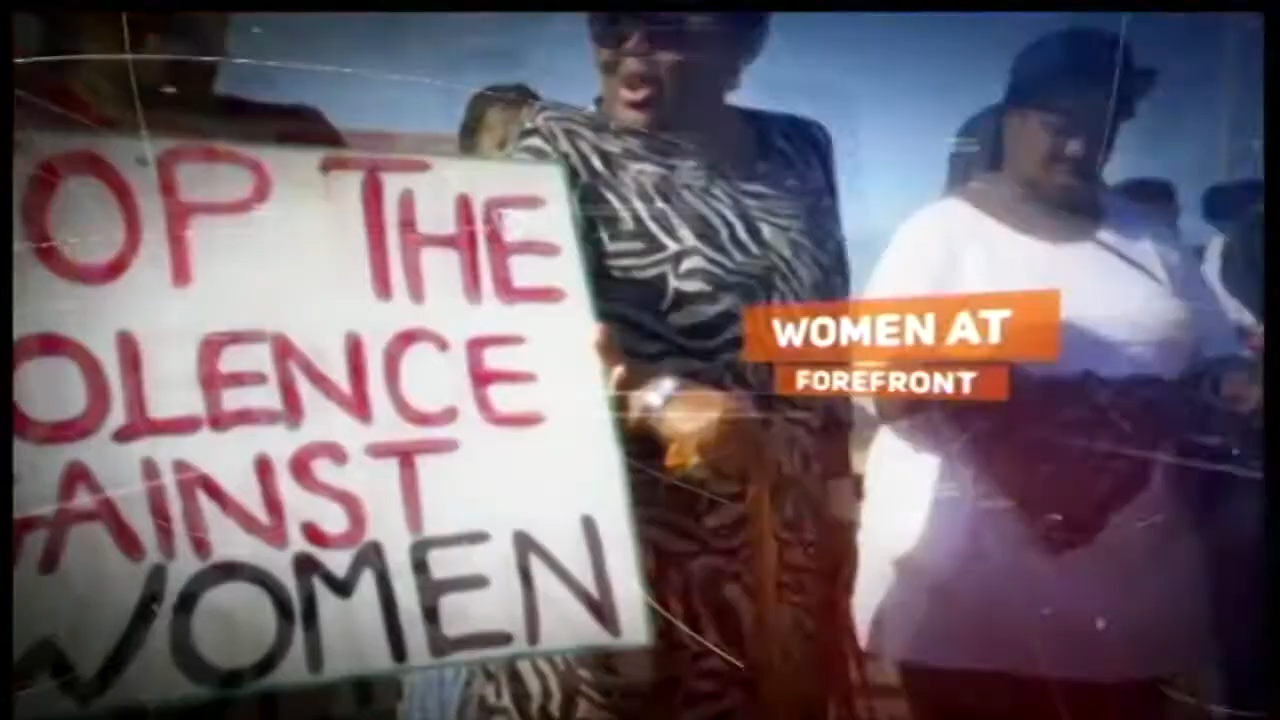 OP THE
OLENCE
AINST
WOMEN
WOMEN AT
FOREFRONT